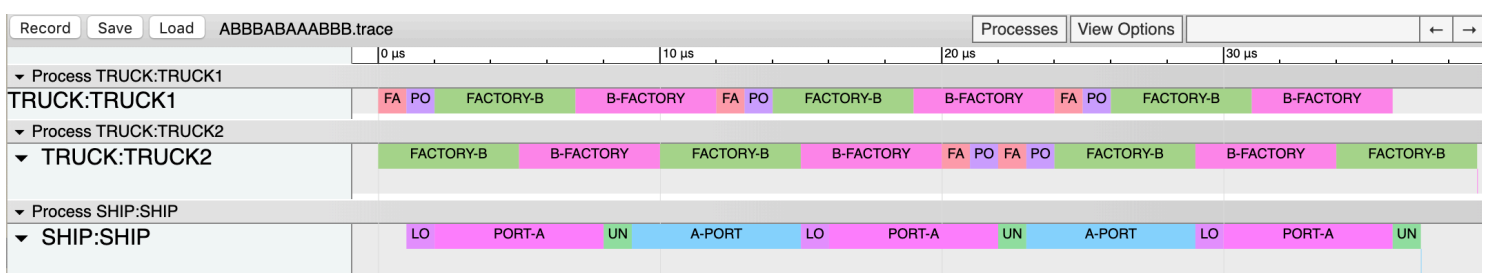 Record Save Load ABBBABAAABBB.trace Processes View Options ← →
0 µs 10 µs 20 µs 30 µs
Process TRUCK:TRUCK1
TRUCK:TRUCK1 FA PO FACTORY-B B-FACTORY FA PO FACTORY-B B-FACTORY FA PO FACTORY-B B-FACTORY
Process TRUCK:TRUCK2
TRUCK:TRUCK2 FACTORY-B B-FACTORY FACTORY-B B-FACTORY FA PO FA PO FACTORY-B B-FACTORY FACTORY-B
Process SHIP:SHIP
SHIP:SHIP LO PORT-A UN A-PORT LO PORT-A UN A-PORT LO PORT-A UN